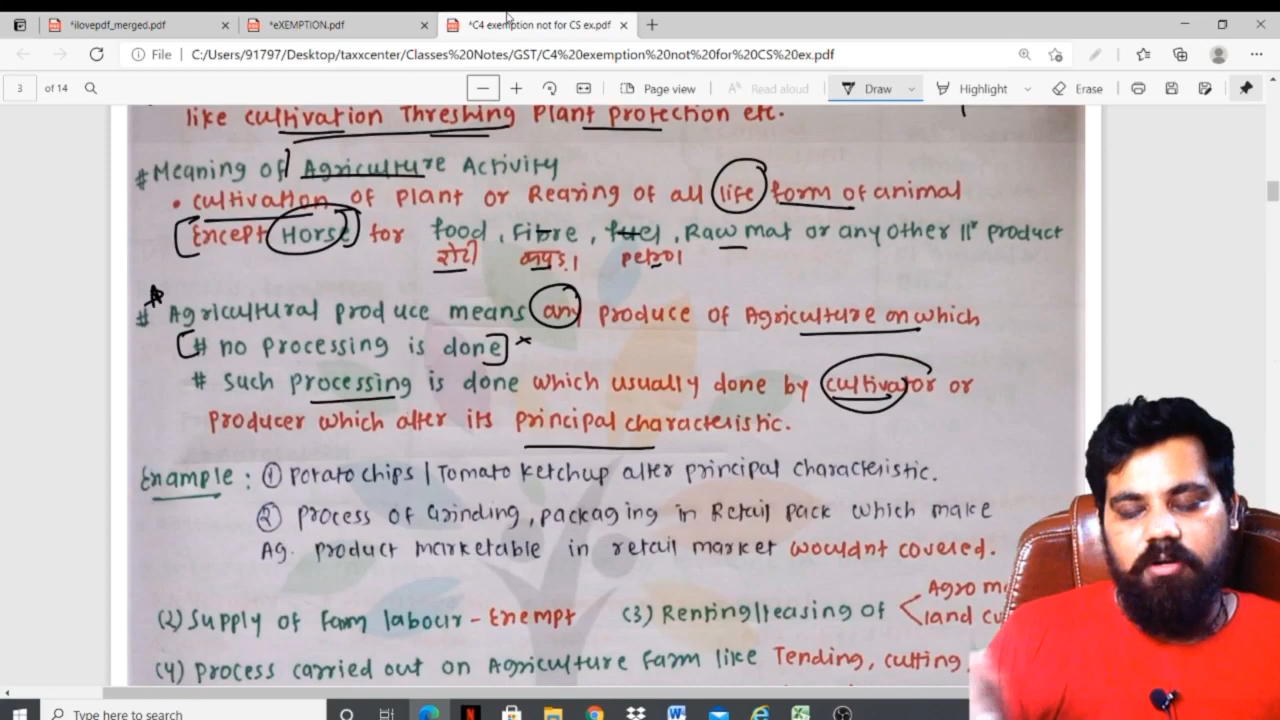 *ilovepdf_merged.pdf
*eXEMPTION.pdf
*C4 exemption not for CS ex.pdf
File C:/Users/91797/Desktop/taxxcenter/Classes%20Notes/GST/C4%20exemption%20not%20for%20CS%20ex.pdf
3 of 14
Page view
Read aloud
Draw
Highlight
Erase
like cultivation Threshing Plant protection etc.
# Meaning of Agriculture Activity
• cultivation of plant or Rearing of all life form of animal
[Except Horse] for food, Fibre, fuel, Raw mat or any other 11r product
रोटी कपड़ा पेट्रol
# Agricultural produce means any produce of Agriculture on which
[# no processing is done]
# such processing is done which usually done by cultivator or
producer which alter its principal characteristic.
Example : ① Potato chips | Tomato ketchup alter principal characteristic.
② process of Grinding, packaging in Retail pack which make
Ag. product marketable in retail market wouldnt covered.
(2) Supply of farm labour - Exempt (3) Renting/leasing of
Agro
land
(4) Process carried out on Agriculture farm like Tending, cutting,
Type here to search